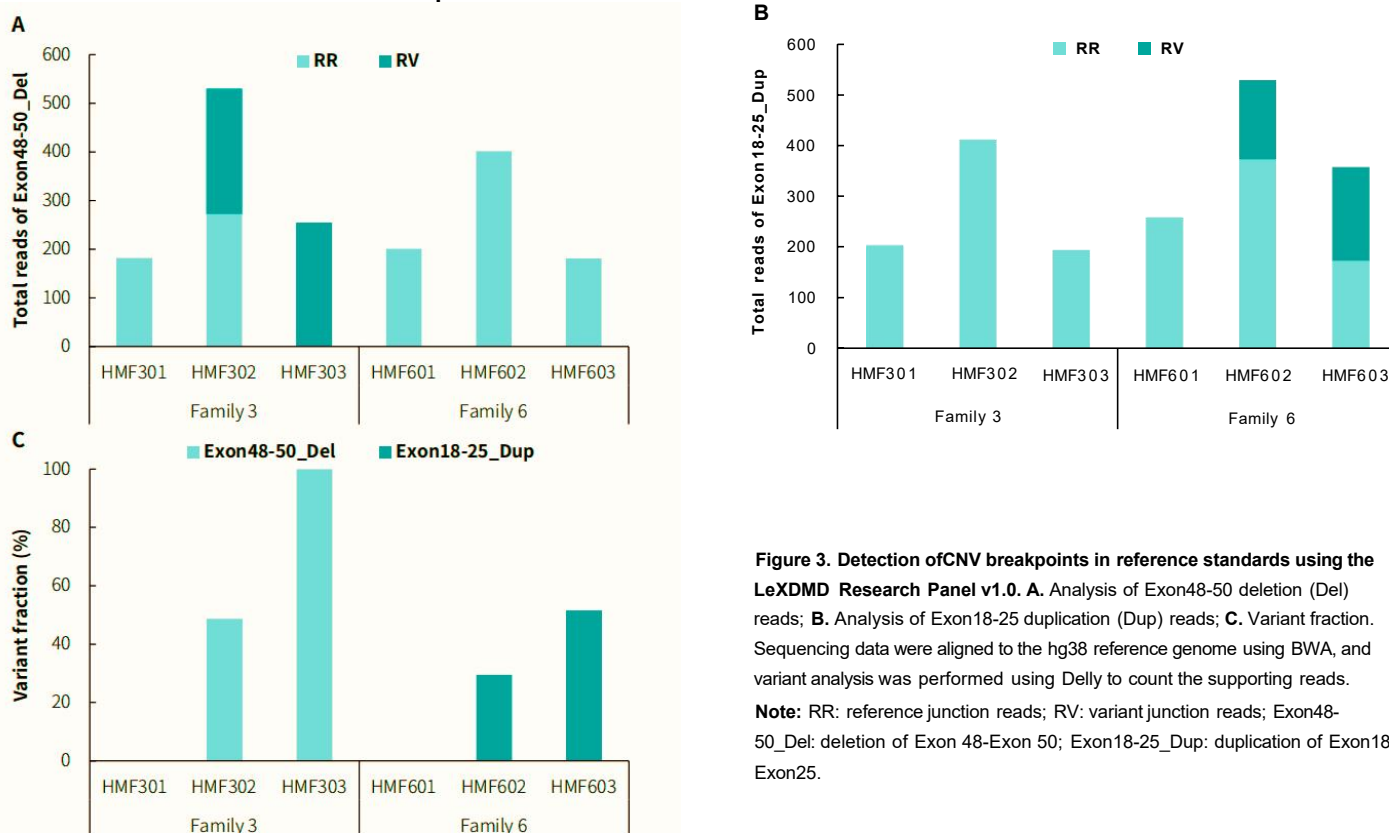 A
Total reads of Exon48-50_Del
600
500
400
300
200
100
0
RR RV
HMF301 HMF302 HMF303 HMF601 HMF602 HMF603
Family 3 Family 6
B
Total reads of Exon18-25_Dup
600
500
400
300
200
100
0
RR RV
HMF301 HMF302 HMF303 HMF601 HMF602 HMF603
Family 3 Family 6
C
Variant fraction (%)
100
80
60
40
20
0
Exon48-50_Del Exon18-25_Dup
HMF301 HMF302 HMF303 HMF601 HMF602 HMF603
Family 3 Family 6
Figure 3. Detection ofCNV breakpoints in reference standards using the
LeXDMD Research Panel v1.0. A. Analysis of Exon48-50 deletion (Del)
reads; B. Analysis of Exon18-25 duplication (Dup) reads; C. Variant fraction.
Sequencing data were aligned to the hg38 reference genome using BWA, and
variant analysis was performed using Delly to count the supporting reads.
Note: RR: reference junction reads; RV: variant junction reads; Exon48-
50_Del: deletion of Exon 48-Exon 50; Exon18-25_Dup: duplication of Exon18
Exon25.